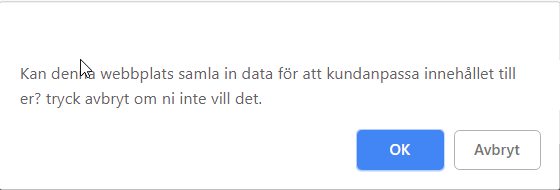 Kan denna webbplats samla in data för att kundanpassa innehållet till
er? tryck avbryt om ni inte vill det.
OK
Avbryt